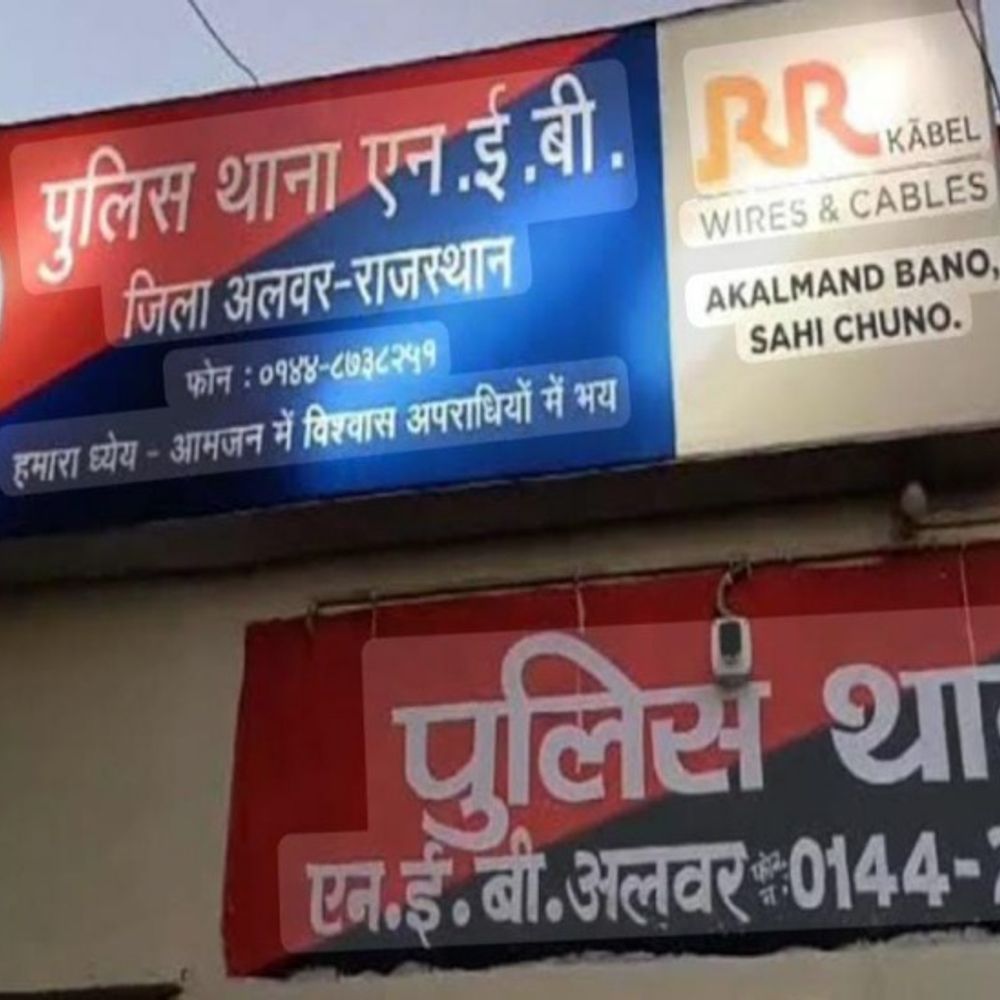 पुलिस थाना एन.ई.बी.
जिला अलवर-राजस्थान
फोन : ०१४४-८७३८२५१
हमारा ध्येय - आमजन में विश्वास अपराधियों में भय
RR KĀBEL
WIRES & CABLES
AKALMAND BANO,
SAHI CHUNO.
पुलिस
एन.ई.बी.अलवर फोन न.:0144-